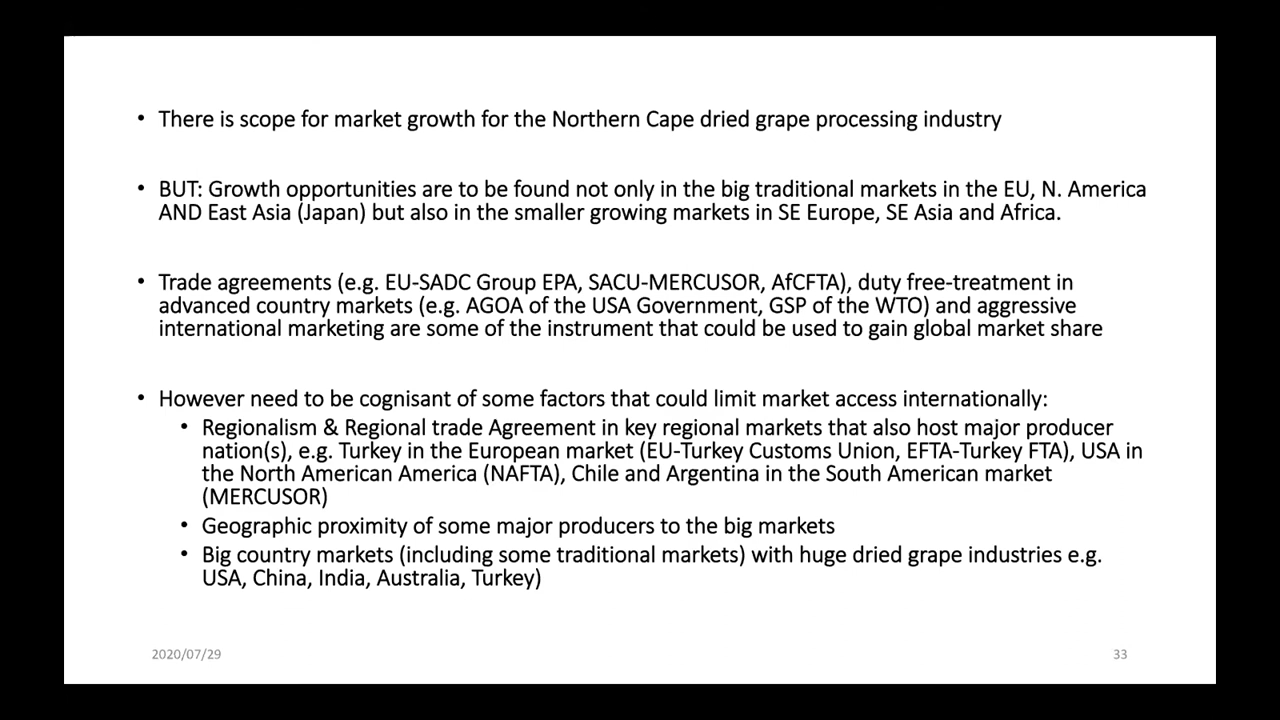 • There is scope for market growth for the Northern Cape dried grape processing industry
• BUT: Growth opportunities are to be found not only in the big traditional markets in the EU, N. America
AND East Asia (Japan) but also in the smaller growing markets in SE Europe, SE Asia and Africa.
• Trade agreements (e.g. EU-SADC Group EPA, SACU-MERCUSOR, AfCFTA), duty free-treatment in
advanced country markets (e.g. AGOA of the USA Government, GSP of the WTO) and aggressive
international marketing are some of the instrument that could be used to gain global market share
• However need to be cognisant of some factors that could limit market access internationally:
• Regionalism & Regional trade Agreement in key regional markets that also host major producer
nation(s), e.g. Turkey in the European market (EU-Turkey Customs Union, EFTA-Turkey FTA), USA in
the North American America (NAFTA), Chile and Argentina in the South American market
(MERCUSOR)
• Geographic proximity of some major producers to the big markets
• Big country markets (including some traditional markets) with huge dried grape industries e.g.
USA, China, India, Australia, Turkey)
2020/07/29
33